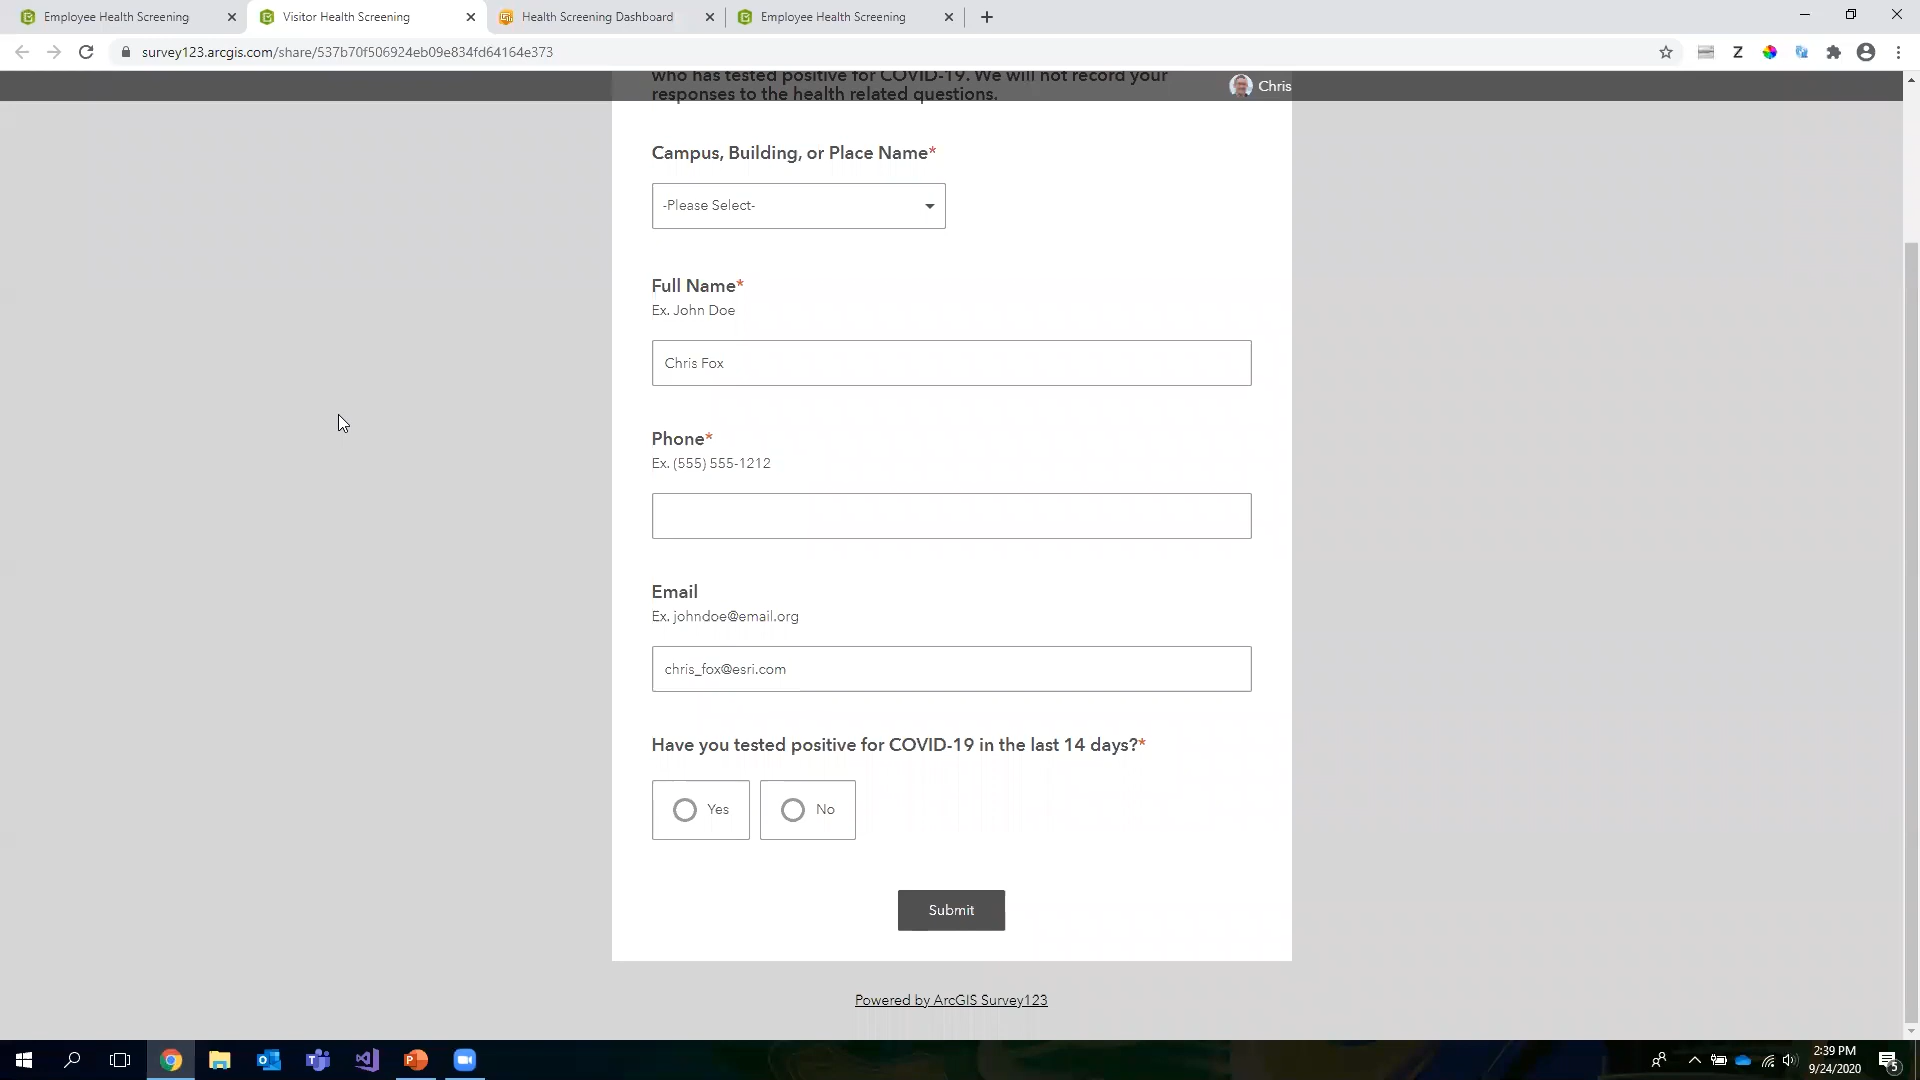 Employee Health Screening
Visitor Health Screening
Health Screening Dashboard
Employee Health Screening
survey123.arcgis.com/share/537b70f506924eb09e834fd64164e373
Z
who has tested positive for COVID-19. We will not record your
responses to the health related questions.
Chris
Campus, Building, or Place Name*
-Please Select-
Full Name*
Ex. John Doe
Chris Fox
Phone*
Ex. (555) 555-1212
Email
Ex. johndoe@email.org
chris_fox@esri.com
Have you tested positive for COVID-19 in the last 14 days?*
Yes
No
Submit
Powered by ArcGIS Survey123
2:39 PM
9/24/2020
5